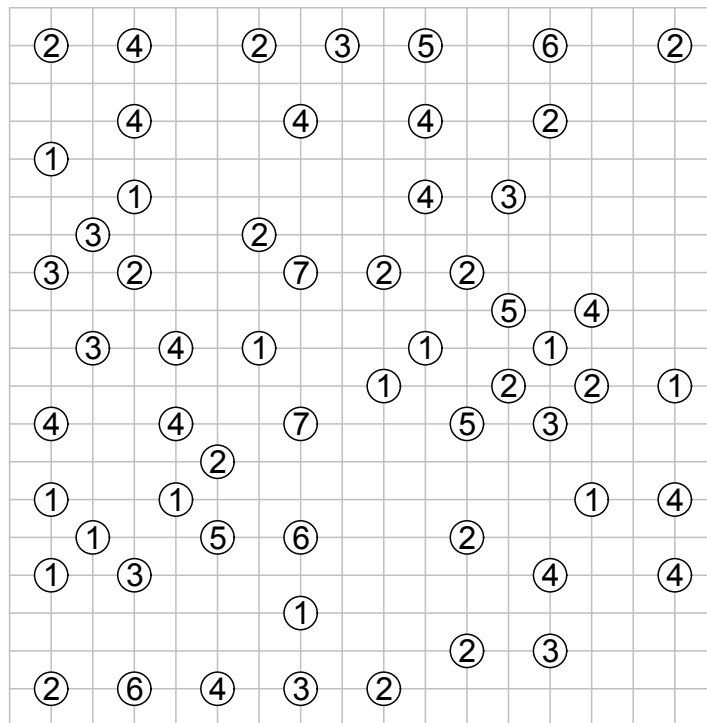 2 4 2 3 5 6 2
4 4 4 2
1
1 4 3
3 2
3 2 7 2 2
5 4
3 4 1 1 1
1 2 2 1
4 4 7 5 3
2
1 1 1 4
1 5 6 2
1 3 4 4
1
2 3
2 6 4 3 2